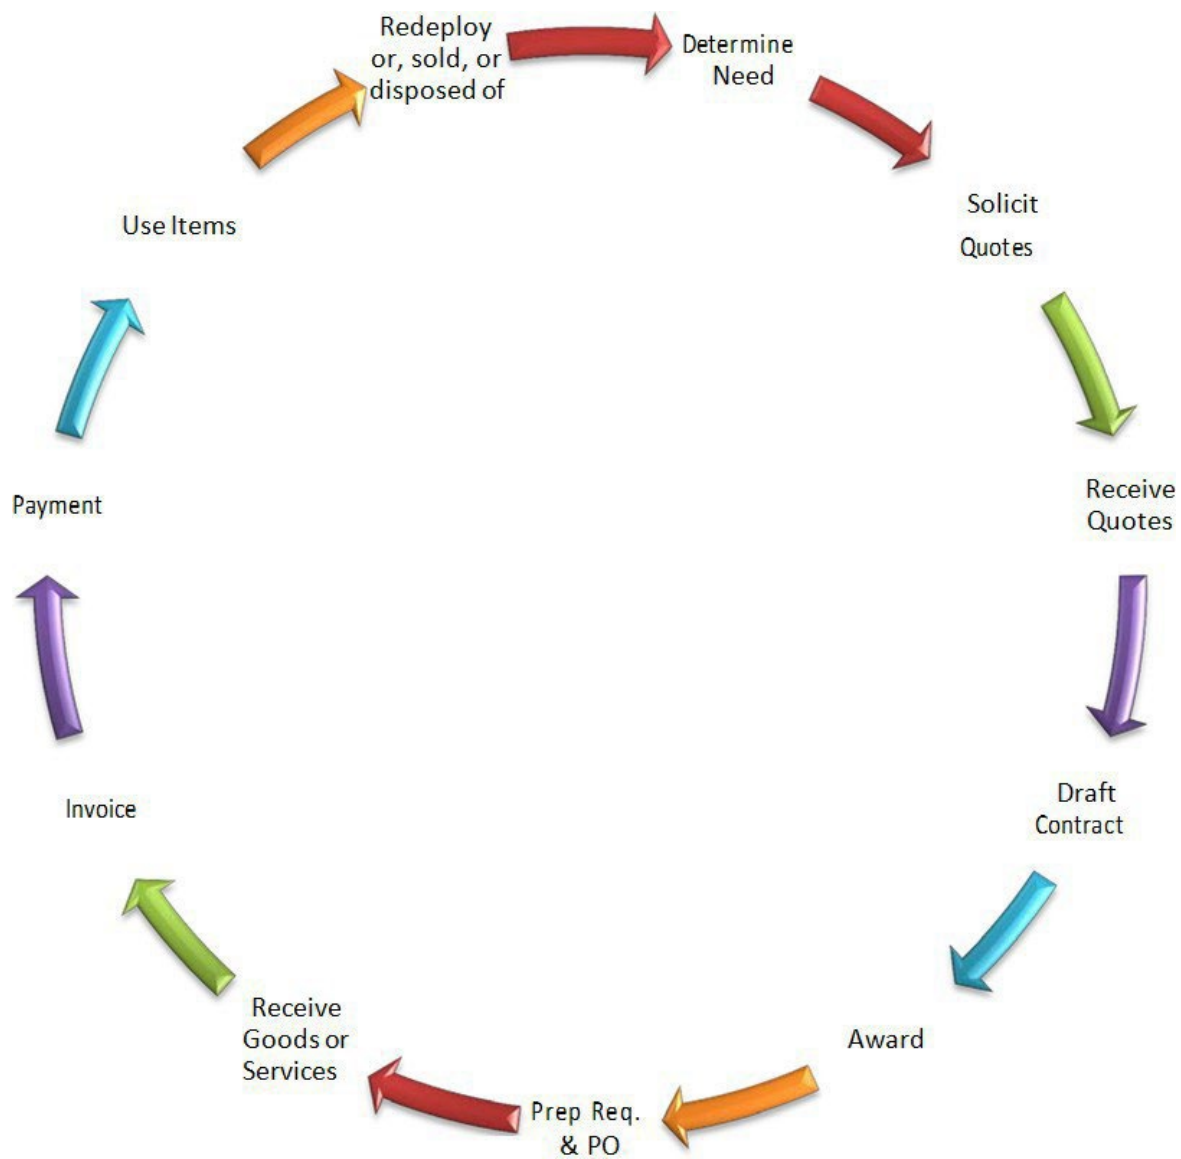 Redeploy
or, sold, or
disposed of
Determine
Need
Solicit
Quotes
Receive
Quotes
Draft
Contract
Award
Prep Req.
& PO
Receive
Goods or
Services
Invoice
Payment
Use Items